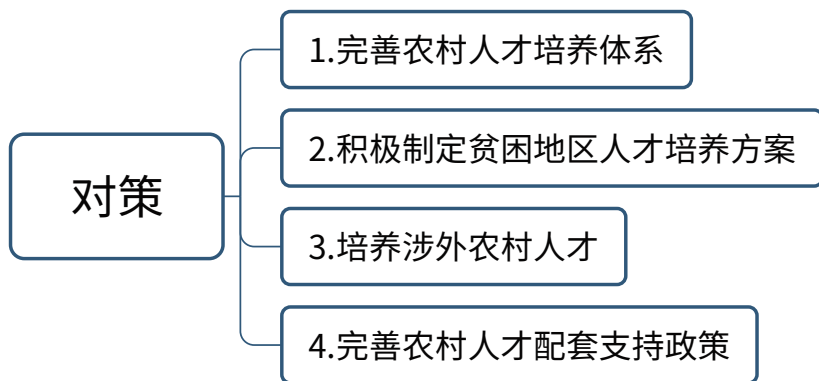 对策
1.完善农村人才培养体系
2.积极制定贫困地区人才培养方案
3.培养涉外农村人才
4.完善农村人才配套支持政策